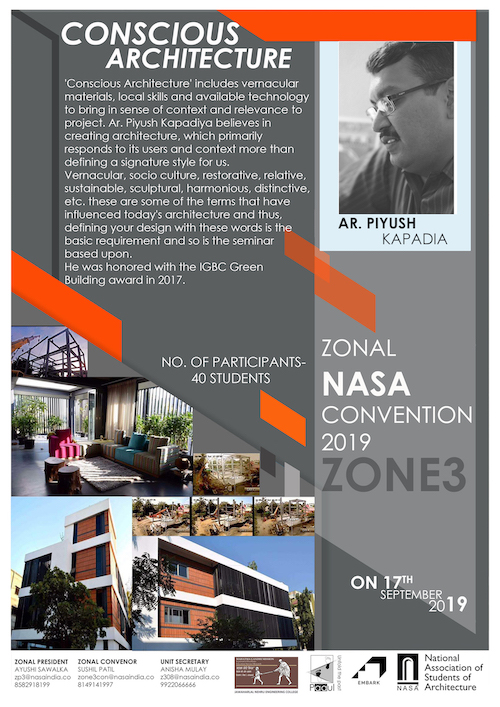 CONSCIOUS
ARCHITECTURE
'Conscious Architecture' includes vernacular
materials, local skills and available technology
to bring in sense of context and relevance to
project. Ar. Piyush Kapadiya believes in
creating architecture, which primarily
responds to its users and context more than
defining a signature style for us.
Vernacular, socio culture, restorative, relative,
sustainable, sculptural, harmonious, distinctive,
etc. these are some of the terms that have
influenced today's architecture and thus,
defining your design with these words is the
basic requirement and so is the seminar
based upon.
He was honored with the IGBC Green
Building award in 2017.
AR. PIYUSH
KAPADIA
NO. OF PARTICIPANTS-
40 STUDENTS
ZONAL
NASA
CONVENTION
2019
ZONE3
ON 17TH
SEPTEMBER
2019
ZONAL PRESIDENT
AYUSHI SAWALKA
zp3@nasaindia.co
8582918199
ZONAL CONVENOR
SUSHIL PATIL
zone3con@nasaindia.co
8149141997
UNIT SECRETARY
ANISHA MULAY
z308@nasaindia.co
9922066666
EMBARK
NASA
National
Association of
Students of
Architecture